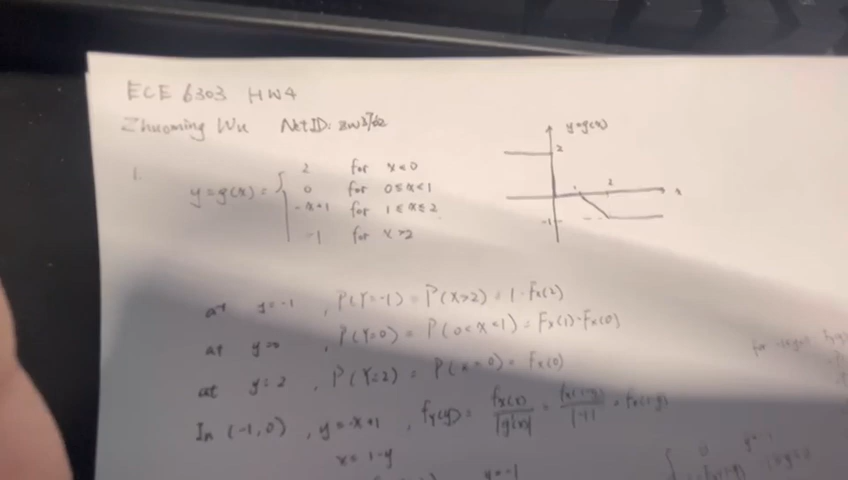 ECE 6303 HW4
Zhuoming Wu NetID:
y=g(x)
2
1 2 x
-1
1.
y=g(x)= { 2 for x<0
0 for 0≤x<1
-x+1 for 1≤x≤2
-1 for x>2
at y=-1 , P(Y=-1) = P(X>2) = 1-Fx(2)
at y=0 , P(Y=0) = P(0<x<1) = Fx(1)-Fx(0)
at y=2 , P(Y=2) = P(x<0) = Fx(0)
In (-1,0) , y=-x+1 , fY(y)= fx(x)/|g'(x)| = fx(1-y)/|-1| = fx(1-y)
x= 1-y
y=-1